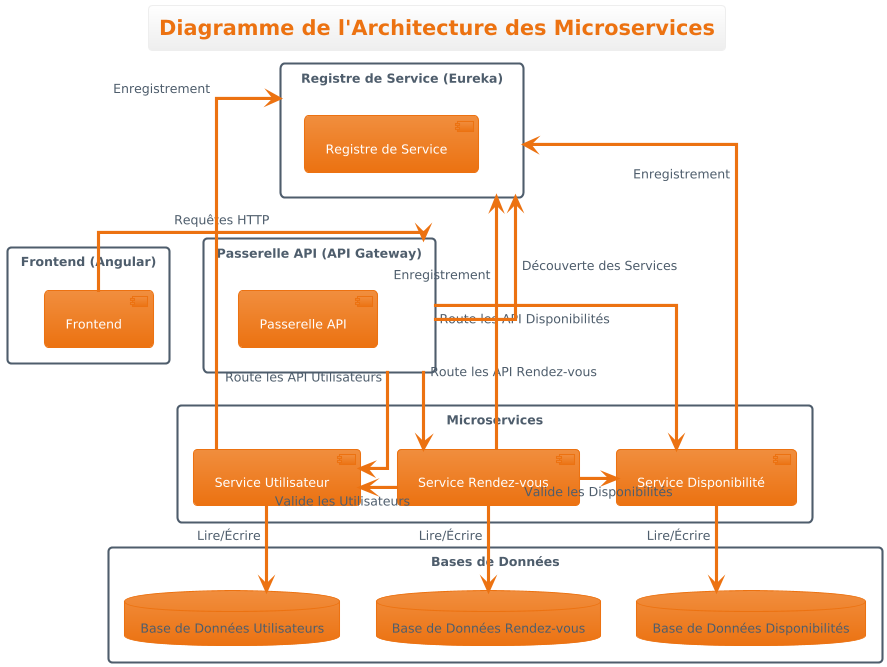 Diagramme de l'Architecture des Microservices
Registre de Service (Eureka)
Enregistrement
Registre de Service
Enregistrement
Requêtes HTTP
Frontend (Angular)
Passerelle API (API Gateway)
Enregistrement
Découverte des Services
Frontend
Passerelle API
Route les API Disponibilités
Route les API Utilisateurs
Route les API Rendez-vous
Microservices
Service Utilisateur
Service Rendez-vous
Service Disponibilité
Valide les Utilisateurs
Valide les Disponibilités
Lire/Écrire
Lire/Écrire
Lire/Écrire
Bases de Données
Base de Données Utilisateurs
Base de Données Rendez-vous
Base de Données Disponibilités